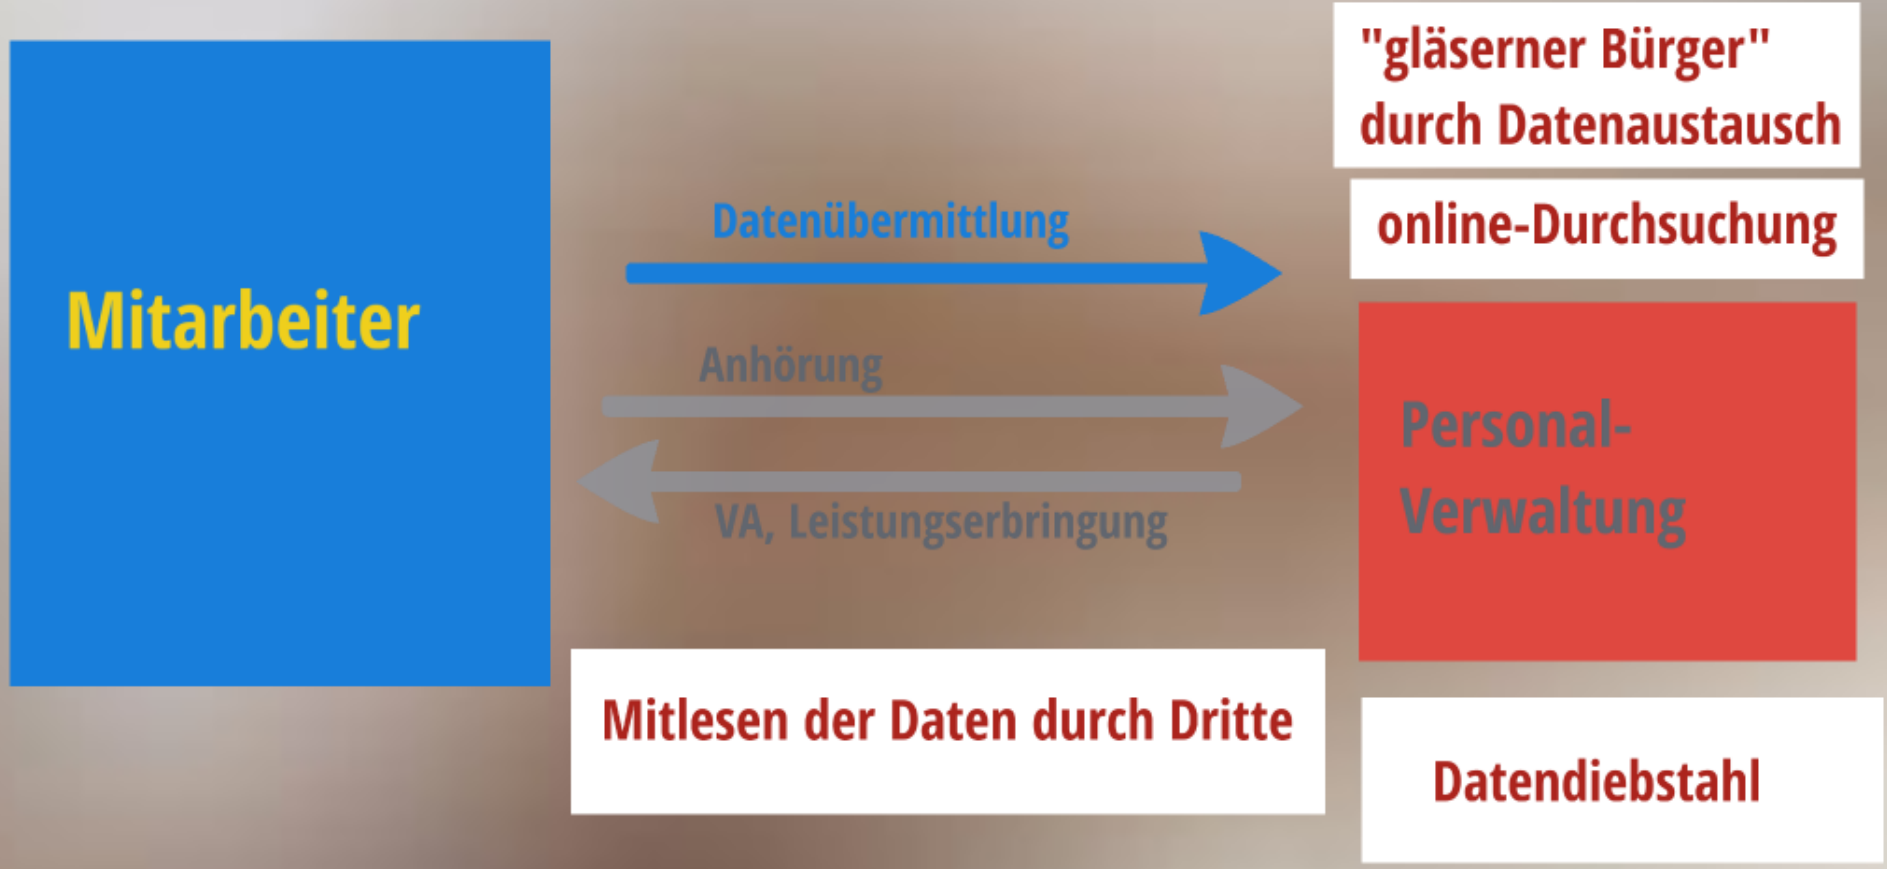 "gläserner Bürger"
durch Datenaustausch
online-Durchsuchung
Datenübermittlung
Mitarbeiter
Anhörung
Personal-
Verwaltung
VA, Leistungserbringung
Mitlesen der Daten durch Dritte
Datendiebstahl